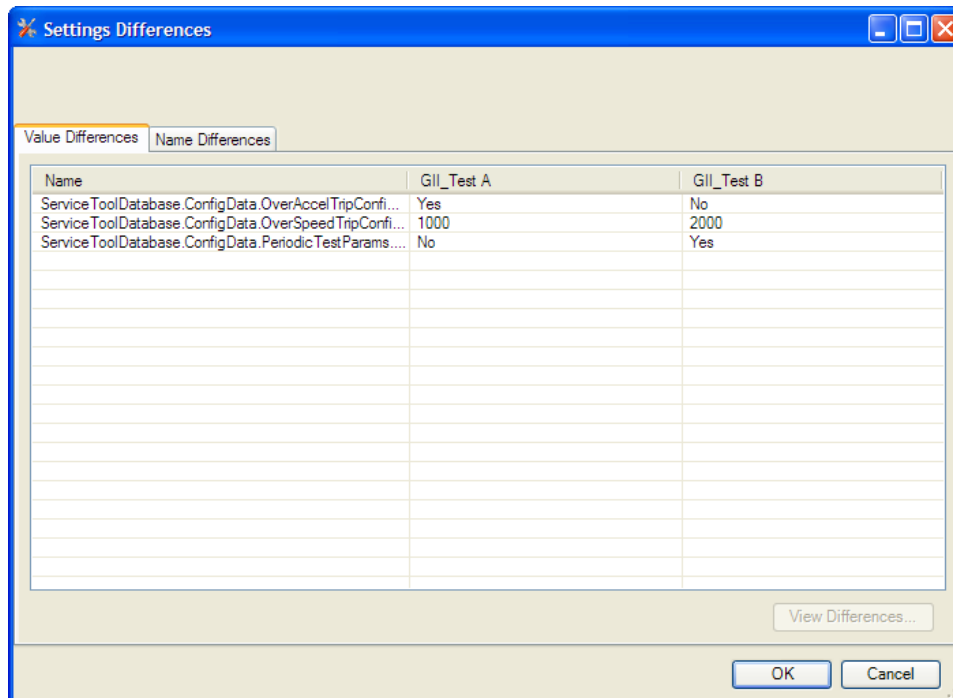 Settings Differences
Value Differences Name Differences
Name GII_Test A GII_Test B
ServiceToolDatabase.ConfigData.OverAccelTripConfi... Yes No
ServiceToolDatabase.ConfigData.OverSpeedTripConfi... 1000 2000
ServiceToolDatabase.ConfigData.PeriodicTestParams.... No Yes
View Differences...
OK Cancel